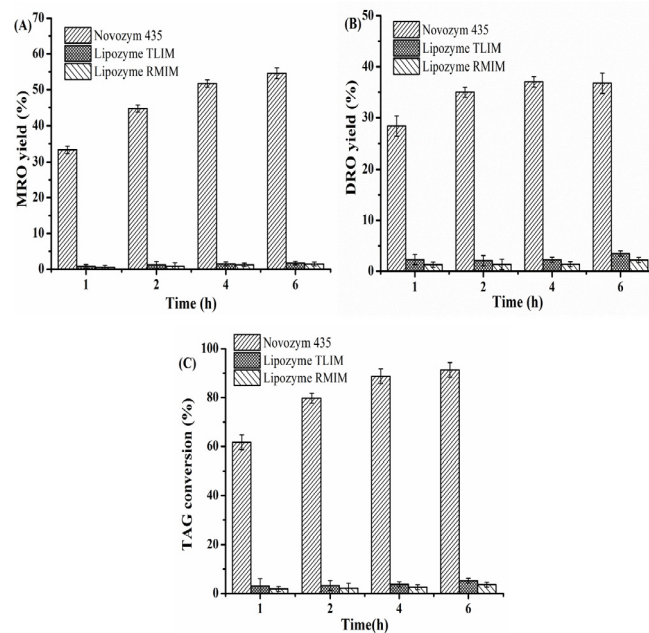 (A)
Novozym 435
Lipozyme TLIM
Lipozyme RMIM
MRO yield (%)
70
60
50
40
30
20
10
0
1 2 4 6
Time (h)
(B)
Novozym 435
Lipozyme TLIM
Lipozyme RMIM
DRO yield (%)
50
40
30
20
10
0
1 2 4 6
Time (h)
(C)
Novozym 435
Lipozyme TLIM
Lipozyme RMIM
TAG conversion (%)
100
80
60
40
20
0
1 2 4 6
Time(h)